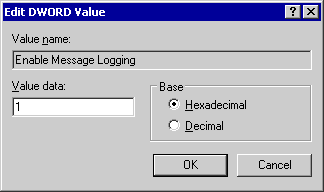 Edit DWORD Value
Value name:
Enable Message Logging
Value data:
1
Base
Hexadecimal
Decimal
OK
Cancel